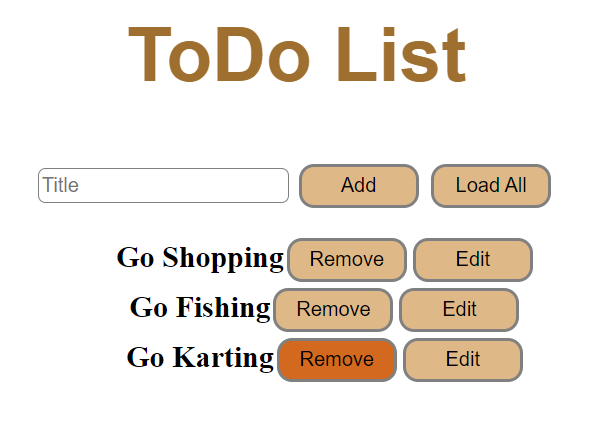 ToDo List
Title Add Load All
Go Shopping Remove Edit
Go Fishing Remove Edit
Go Karting Remove Edit